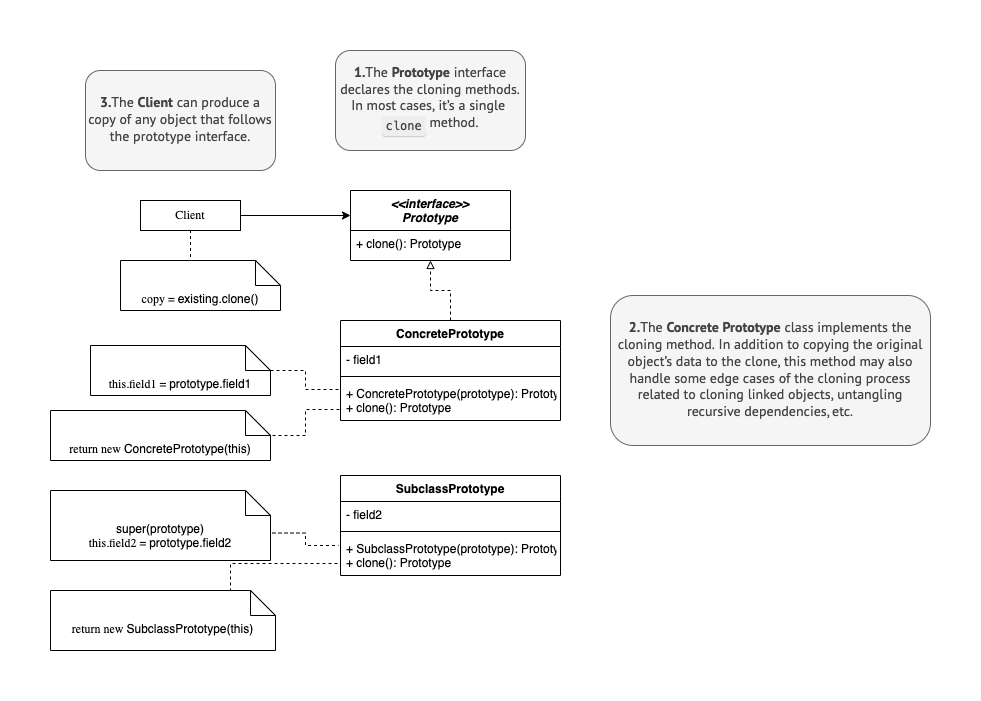 1.The Prototype interface
declares the cloning methods.
In most cases, it's a single
clone method.
3.The Client can produce a
copy of any object that follows
the prototype interface.
Client
<<interface>>
Prototype
+ clone(): Prototype
copy = existing.clone()
ConcretePrototype
- field1
+ ConcretePrototype(prototype): Prototy
+ clone(): Prototype
this.field1 = prototype.field1
return new ConcretePrototype(this)
2.The Concrete Prototype class implements the
cloning method. In addition to copying the original
object's data to the clone, this method may also
handle some edge cases of the cloning process
related to cloning linked objects, untangling
recursive dependencies, etc.
SubclassPrototype
- field2
+ SubclassPrototype(prototype): Prototy
+ clone(): Prototype
super(prototype)
this.field2 = prototype.field2
return new SubclassPrototype(this)